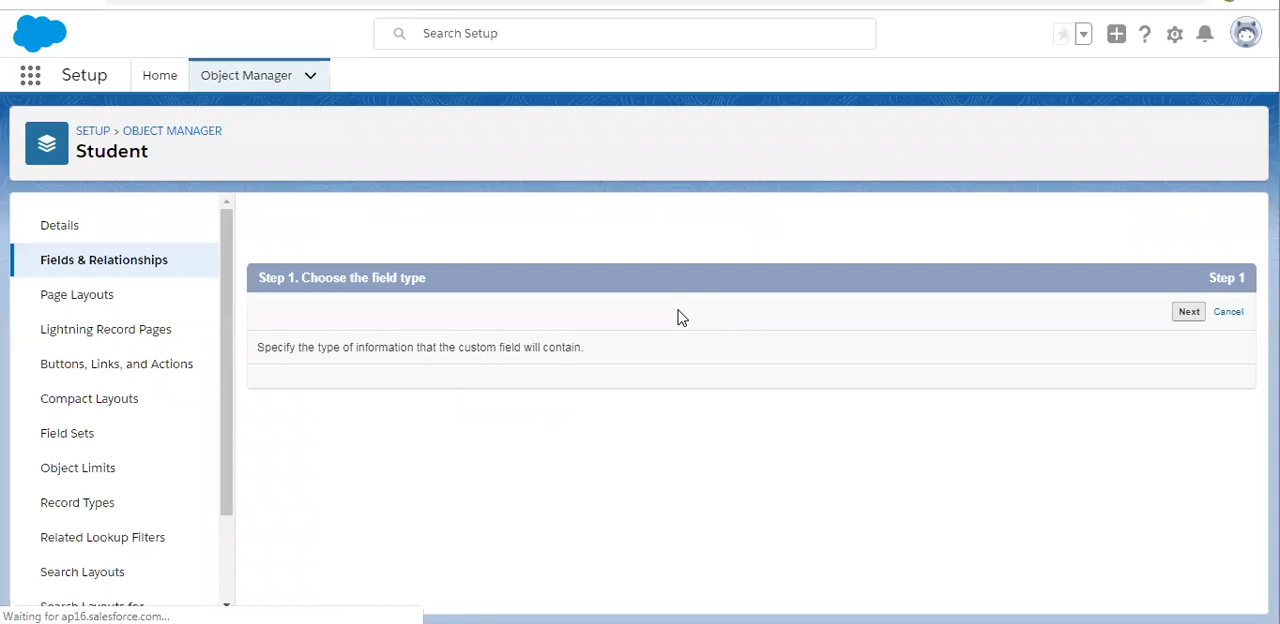 Search Setup
Setup
Home
Object Manager
SETUP > OBJECT MANAGER
Student
Details
Fields & Relationships
Page Layouts
Lightning Record Pages
Buttons, Links, and Actions
Compact Layouts
Field Sets
Object Limits
Record Types
Related Lookup Filters
Search Layouts
Search Layouts for
Step 1. Choose the field type
Step 1
Next
Cancel
Specify the type of information that the custom field will contain.
Waiting for ap16.salesforce.com...